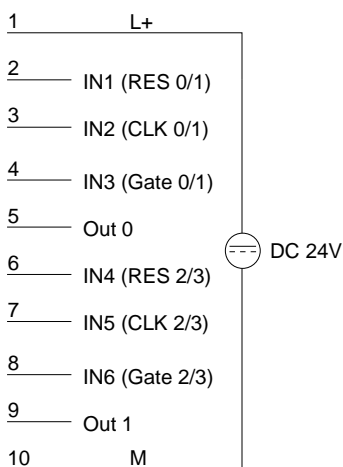 1 L+
2 IN1 (RES 0/1)
3 IN2 (CLK 0/1)
4 IN3 (Gate 0/1)
5 Out 0
DC 24V
6 IN4 (RES 2/3)
7 IN5 (CLK 2/3)
8 IN6 (Gate 2/3)
9 Out 1
10 M